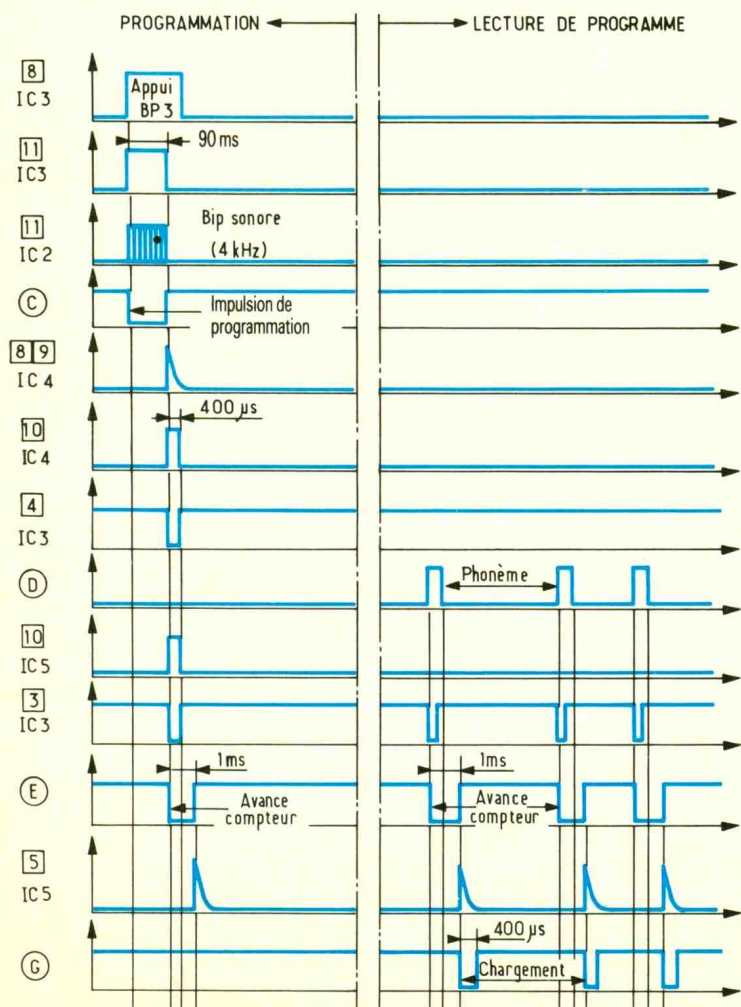 PROGRAMMATION
LECTURE DE PROGRAMME
8
IC3
Appui
BP3
90 ms
11
IC3
11
IC2
Bip sonore
(4 kHz)
C
Impulsion de
programmation
8 9
IC4
400 µs
10
IC4
4
IC3
D
Phonème
10
IC5
3
IC3
1ms
1ms
E
Avance
compteur
Avance
compteur
5
IC5
400 µs
G
Chargement